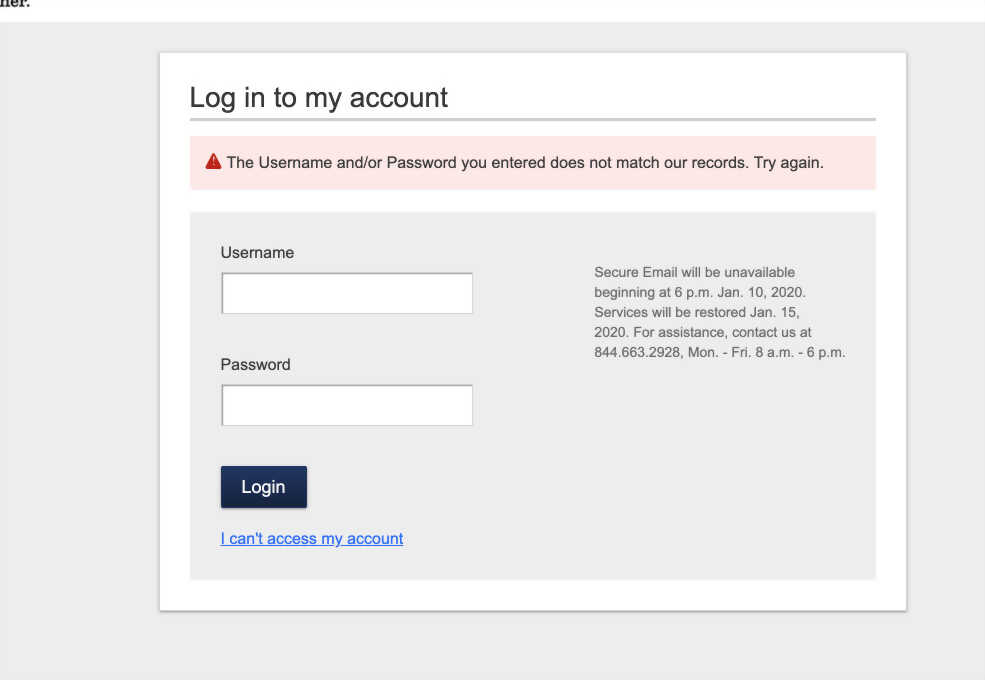 Log in to my account
The Username and/or Password you entered does not match our records. Try again.
Username
Password
Login
I can't access my account
Secure Email will be unavailable
beginning at 6 p.m. Jan. 10, 2020.
Services will be restored Jan. 15,
2020. For assistance, contact us at
844.663.2928, Mon. - Fri. 8 a.m. - 6 p.m.